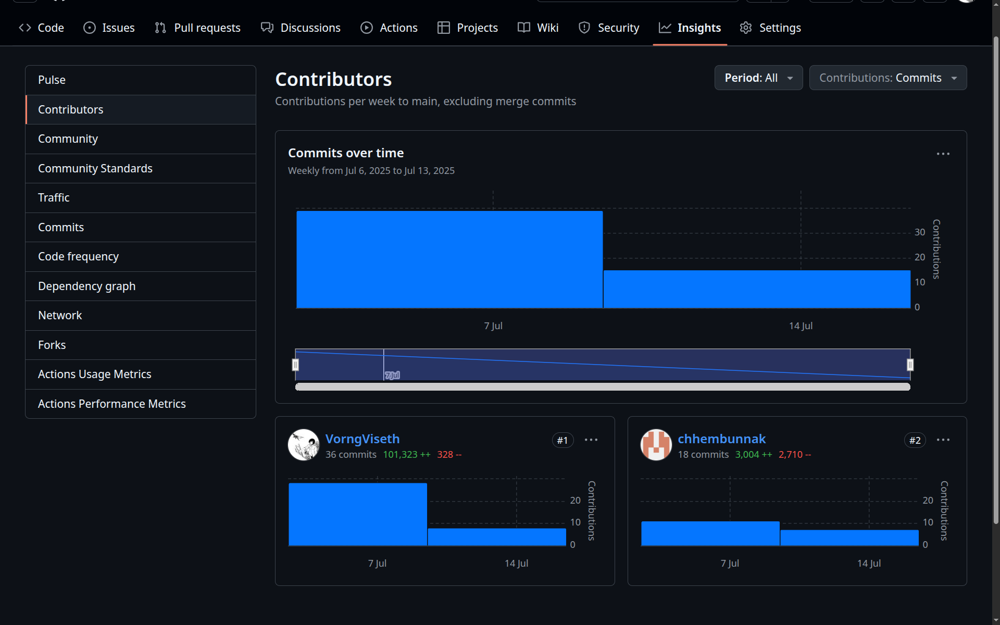 Code Issues Pull requests Discussions Actions Projects Wiki Security Insights Settings
Pulse
Contributors
Community
Community Standards
Traffic
Commits
Code frequency
Dependency graph
Network
Forks
Actions Usage Metrics
Actions Performance Metrics
Contributors
Contributions per week to main, excluding merge commits
Period: All
Contributions: Commits
Commits over time
Weekly from Jul 6, 2025 to Jul 13, 2025
30
20
10
0
Contributions
7 Jul 14 Jul
7 Jul
VorngViseth #1
36 commits 101,323 ++ 328 --
20
10
0
Contributions
7 Jul 14 Jul
chhembunnak #2
18 commits 3,004 ++ 2,710 --
20
10
0
Contributions
7 Jul 14 Jul